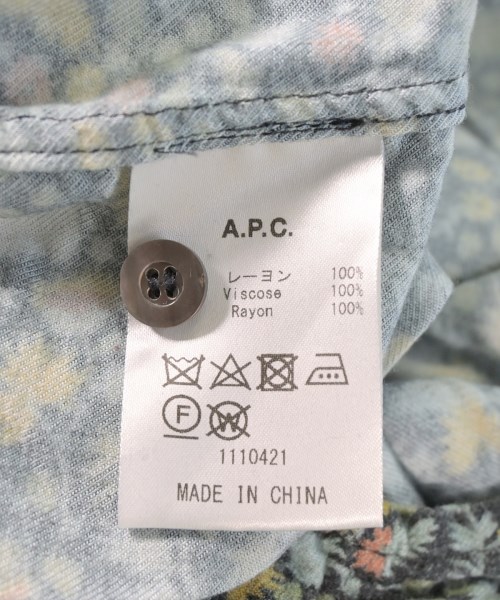 A.P.C.
レーヨン 100%
Viscose 100%
Rayon 100%
F W
1110421
MADE IN CHINA